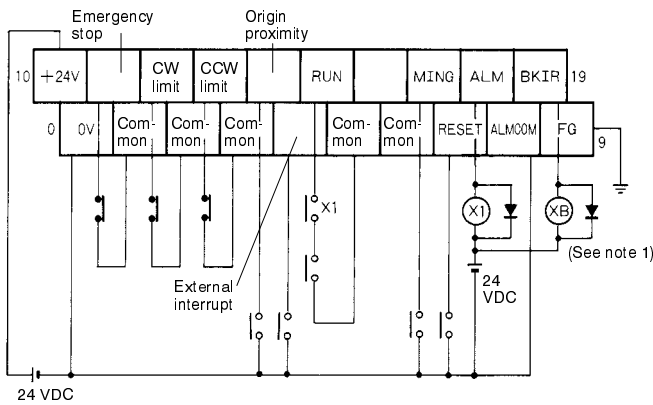 Emergency
stop
Origin
proximity
10 +24V CW
limit CCW
limit RUN MING ALM BKIR 19
0 0V Com-
mon Com-
mon Com-
mon Com-
mon Com-
mon RESET ALMCOM FG 9
X1
X1 XB
(See note 1)
External
interrupt
24
VDC
24 VDC